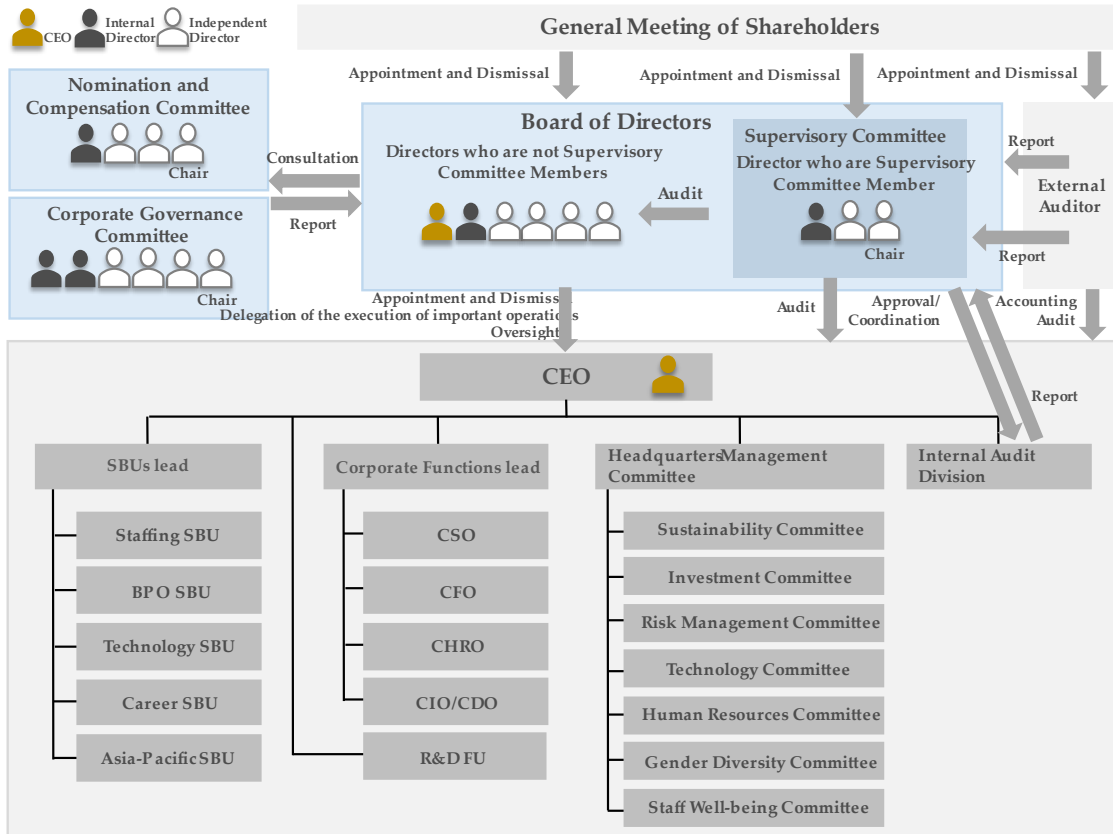 General Meeting of Shareholders
CEO
Internal
Director
Independent
Director
Appointment and Dismissal
Appointment and Dismissal
Appointment and Dismissal
Nomination and
Compensation Committee
Chair
Corporate Governance
Committee
Chair
Consultation
Report
Board of Directors
Directors who are not Supervisory
Committee Members
Audit
Supervisory Committee
Director who are Supervisory
Committee Member
Chair
Report
External
Auditor
Report
Appointment and Dismissal
Delegation of the execution of important operations
Oversight
Audit
Approval/
Coordination
Accounting
Audit
Report
CEO
SBUs lead
Staffing SBU
BPO SBU
Technology SBU
Career SBU
Asia-Pacific SBU
Corporate Functions lead
CSO
CFO
CHRO
CIO/CDO
R&D FU
Headquarters Management
Committee
Sustainability Committee
Investment Committee
Risk Management Committee
Technology Committee
Human Resources Committee
Gender Diversity Committee
Staff Well-being Committee
Internal Audit
Division